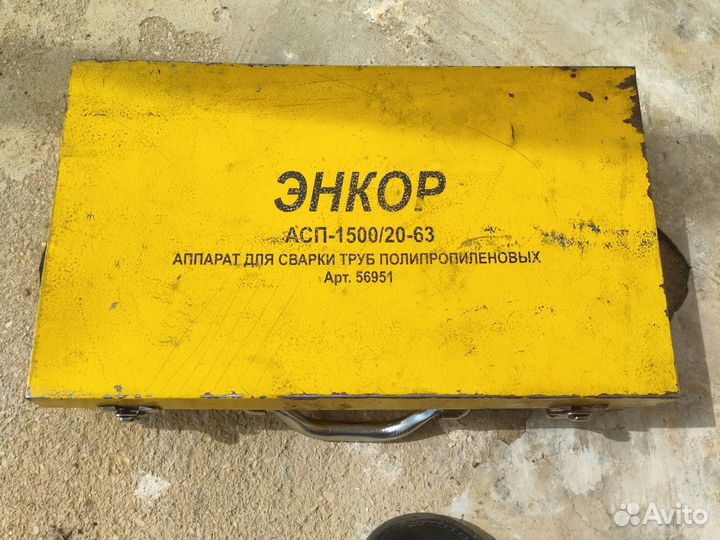 ЭНКОР
АСП-1500/20-63
АППАРАТ ДЛЯ СВАРКИ ТРУБ ПОЛИПРОПИЛЕНОВЫХ
Арт. 56951
Avito